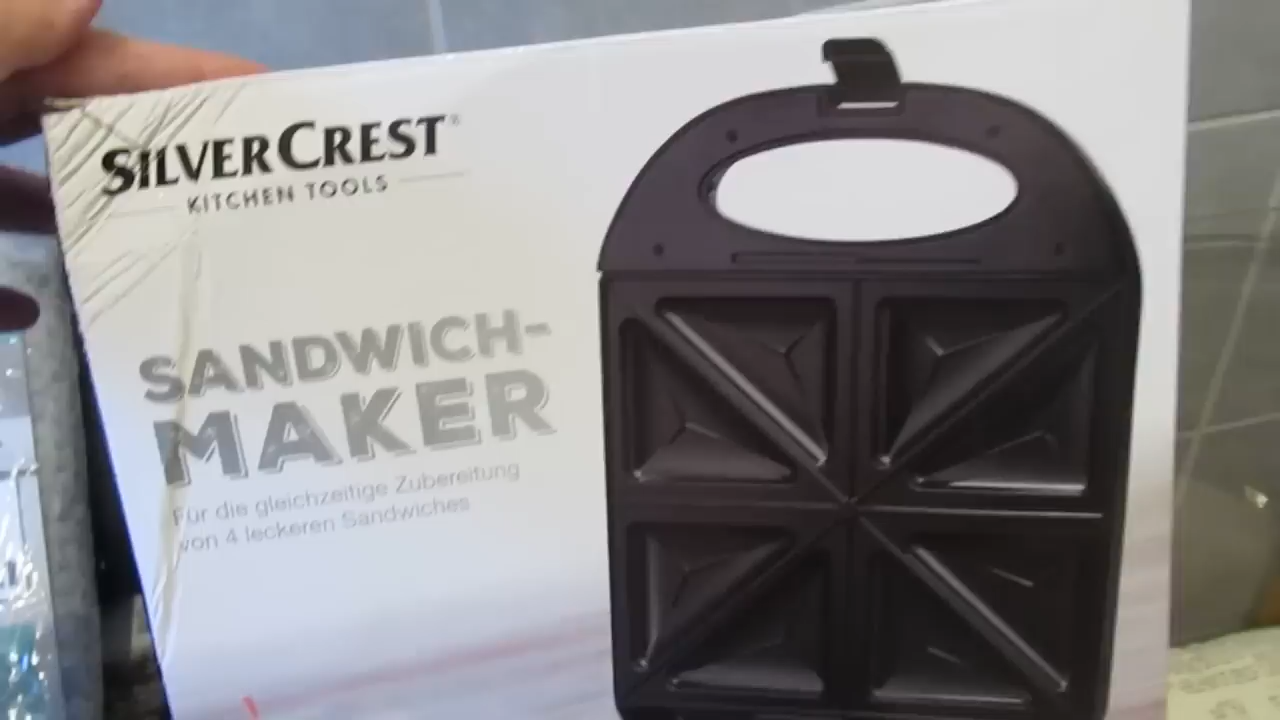 SILVERCREST®
KITCHEN TOOLS
SANDWICH-
MAKER
Für die gleichzeitige Zubereitung
von 4 leckeren Sandwiches